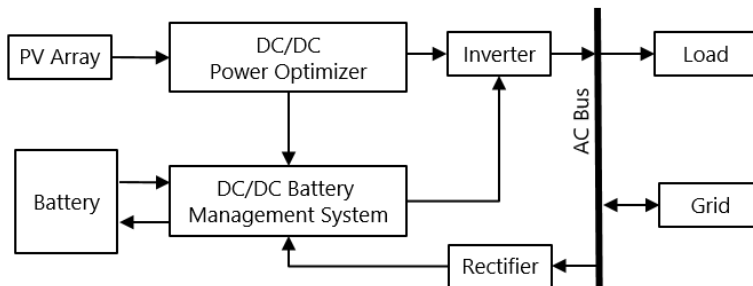 DC/DC
Power Optimizer
PV Array
Inverter
Load
AC Bus
Battery
DC/DC Battery
Management System
Grid
Rectifier